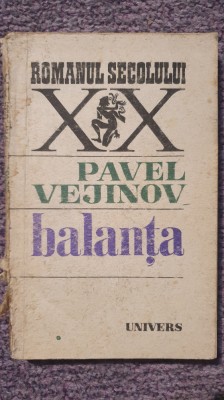 ROMANUL SECOLULUI
XX
PAVEL
VEJINOV
balanța
UNIVERS